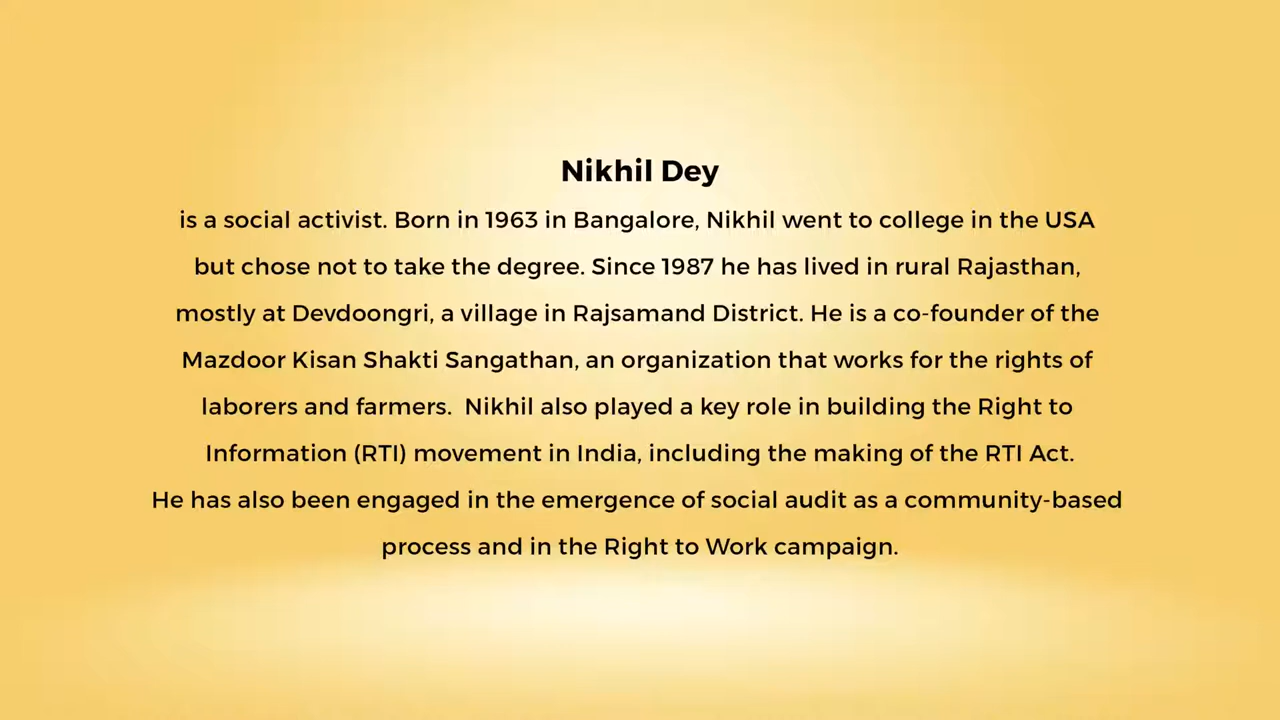 Nikhil Dey
is a social activist. Born in 1963 in Bangalore, Nikhil went to college in the USA
but chose not to take the degree. Since 1987 he has lived in rural Rajasthan,
mostly at Devdoongri, a village in Rajsamand District. He is a co-founder of the
Mazdoor Kisan Shakti Sangathan, an organization that works for the rights of
laborers and farmers.  Nikhil also played a key role in building the Right to
Information (RTI) movement in India, including the making of the RTI Act.
He has also been engaged in the emergence of social audit as a community-based
process and in the Right to Work campaign.